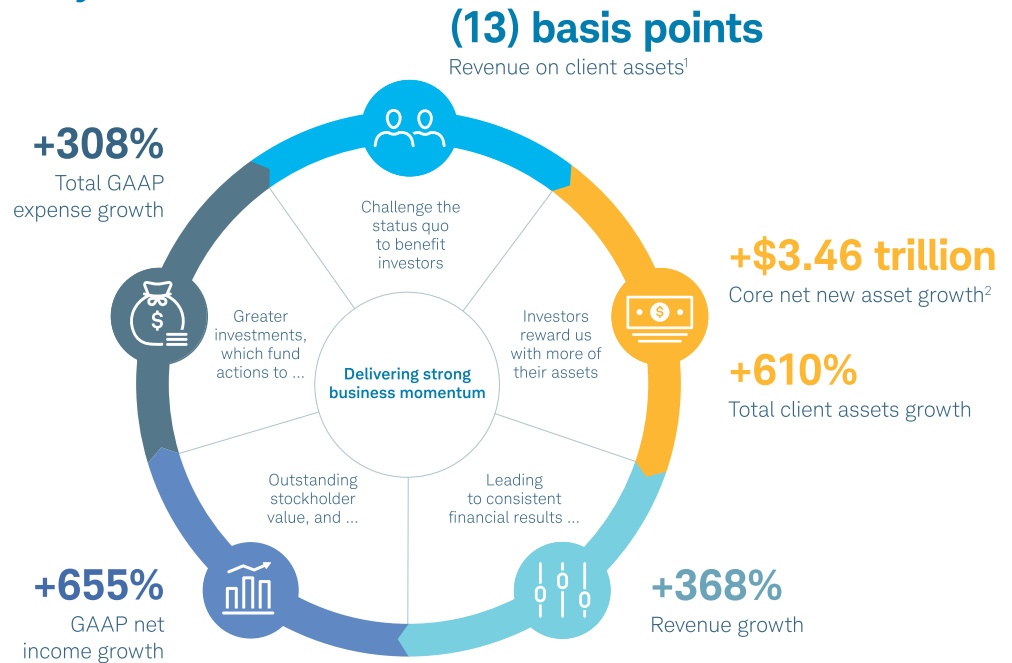 (13) basis points
Revenue on client assets¹
+308%
Total GAAP
expense growth
Challenge the
status quo
to benefit
investors
+$3.46 trillion
Core net new asset growth²
+610%
Total client assets growth
$
$
Greater
investments,
which fund
actions to ...
Investors
reward us
with more of
their assets
Delivering strong
business momentum
Outstanding
stockholder
value, and ...
Leading
to consistent
financial results ...
+655%
GAAP net
income growth
+368%
Revenue growth